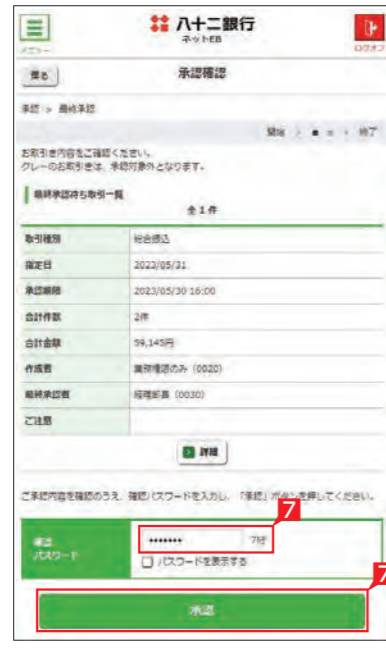 メニュー
八十二銀行
ネットEB
ログオフ
戻る
承認確認
承認 > 最終承認
開始 > ■ > 終了
お取引き内容をご確認ください。
グレーのお取引きは、承認対象外となります。
最終承認待ち取引一覧
全1件
取引種別 総合振込
指定日 2023/05/31
承認期限 2023/05/30 16:00
合計件数 2件
合計金額 59,145円
作成者 (0020)
最終承認者 経理部長 (0030)
ご注意
詳細
ご承認内容を確認のうえ、確認パスワードを入力し、「承認」ボタンを押してください。
7
確認
パスワード
••••••• 7桁
パスワードを表示する
7
承認